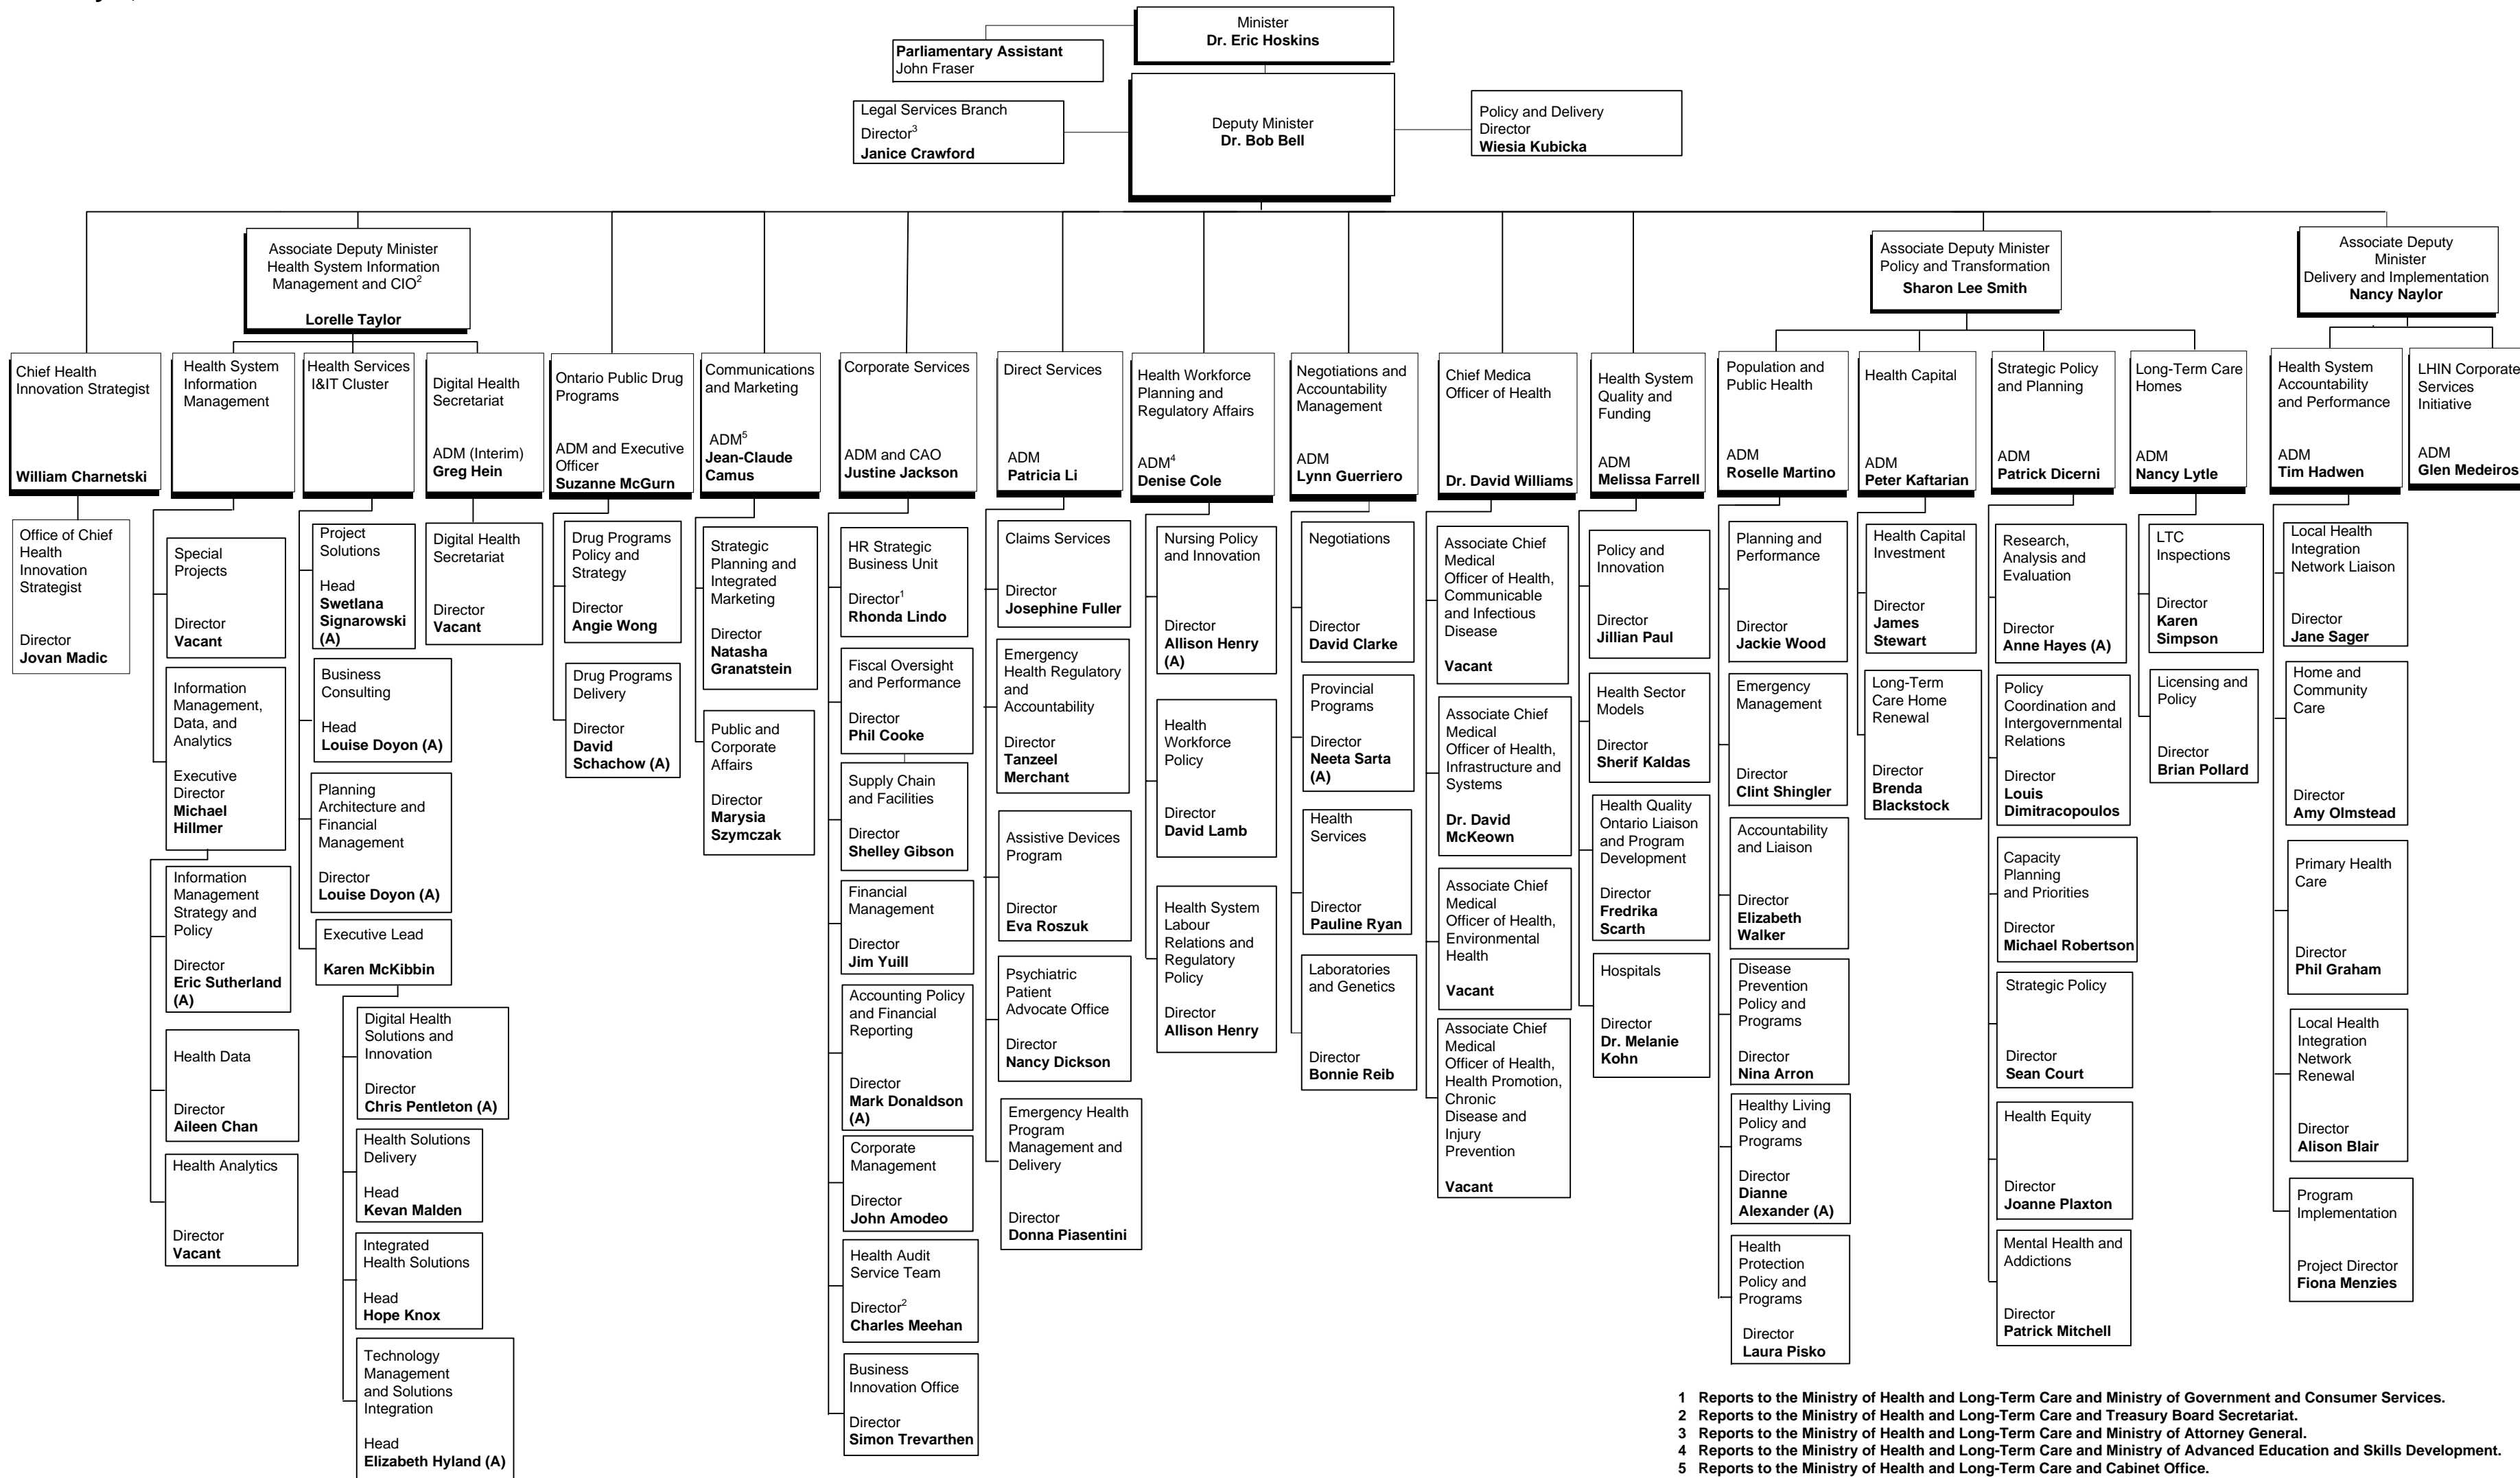 Minister
Dr. Eric Hoskins
Parliamentary Assistant
John Fraser
Legal Services Branch
Director3
Janice Crawford
Deputy Minister
Dr. Bob Bell
Policy and Delivery
Director
Wiesia Kubicka
Associate Deputy Minister
Health System Information
Management and CIO2
Lorelle Taylor
Associate Deputy Minister
Policy and Transformation
Sharon Lee Smith
Associate Deputy
Minister
Delivery and Implementation
Nancy Naylor
Chief Health
Innovation Strategist
William Charnetski
Health System
Information
Management
Health Services
I&IT Cluster
Digital Health
Secretariat
ADM (Interim)
Greg Hein
Ontario Public Drug
Programs
ADM and Executive
Officer
Suzanne McGurn
Communications
and Marketing
ADM5
Jean-Claude
Camus
Corporate Services
ADM and CAO
Justine Jackson
Direct Services
ADM
Patricia Li
Health Workforce
Planning and
Regulatory Affairs
ADM4
Denise Cole
Negotiations and
Accountability
Management
ADM
Lynn Guerriero
Chief Medica
Officer of Health
Dr. David Williams
Health System
Quality and
Funding
ADM
Melissa Farrell
Population and
Public Health
ADM
Roselle Martino
Health Capital
ADM
Peter Kaftarian
Strategic Policy
and Planning
ADM
Patrick Dicerni
Long-Term Care
Homes
ADM
Nancy Lytle
Health System
Accountability
and Performance
ADM
Tim Hadwen
LHIN Corporate
Services
Initiative
ADM
Glen Medeiros
Office of Chief
Health
Innovation
Strategist
Director
Jovan Madic
Special
Projects
Director
Vacant
Information
Management,
Data, and
Analytics
Executive
Director
Michael
Hillmer
Information
Management
Strategy and
Policy
Director
Eric Sutherland
(A)
Health Data
Director
Aileen Chan
Health Analytics
Director
Vacant
Project
Solutions
Head
Swetlana
Signarowski
(A)
Business
Consulting
Head
Louise Doyon (A)
Planning
Architecture and
Financial
Management
Director
Louise Doyon (A)
Executive Lead
Karen McKibbin
Digital Health
Solutions and
Innovation
Director
Chris Pentleton (A)
Health Solutions
Delivery
Head
Kevan Malden
Integrated
Health Solutions
Head
Hope Knox
Technology
Management
and Solutions
Integration
Head
Elizabeth Hyland (A)
Digital Health
Secretariat
Director
Vacant
Drug Programs
Policy and
Strategy
Director
Angie Wong
Drug Programs
Delivery
Director
David
Schachow (A)
Strategic
Planning and
Integrated
Marketing
Director
Natasha
Granatstein
Public and
Corporate
Affairs
Director
Marysia
Szymczak
HR Strategic
Business Unit
Director1
Rhonda Lindo
Fiscal Oversight
and Performance
Director
Phil Cooke
Supply Chain
and Facilities
Director
Shelley Gibson
Financial
Management
Director
Jim Yuill
Accounting Policy
and Financial
Reporting
Director
Mark Donaldson
(A)
Corporate
Management
Director
John Amodeo
Health Audit
Service Team
Director2
Charles Meehan
Business
Innovation Office
Director
Simon Trevarthen
Claims Services
Director
Josephine Fuller
Emergency
Health Regulatory
and
Accountability
Director
Tanzeel
Merchant
Assistive Devices
Program
Director
Eva Roszuk
Psychiatric
Patient
Advocate Office
Director
Nancy Dickson
Emergency Health
Program
Management and
Delivery
Director
Donna Piasentini
Nursing Policy
and Innovation
Director
Allison Henry
(A)
Health
Workforce
Policy
Director
David Lamb
Health System
Labour
Relations and
Regulatory
Policy
Director
Allison Henry
Negotiations
Director
David Clarke
Provincial
Programs
Director
Neeta Sarta
(A)
Health
Services
Director
Pauline Ryan
Laboratories
and Genetics
Director
Bonnie Reib
Associate Chief
Medical
Officer of Health,
Communicable
and Infectious
Disease
Vacant
Associate Chief
Medical
Officer of Health,
Infrastructure and
Systems
Dr. David
McKeown
Associate Chief
Medical
Officer of Health,
Environmental
Health
Vacant
Associate Chief
Medical
Officer of Health,
Health Promotion,
Chronic
Disease and
Injury
Prevention
Vacant
Policy and
Innovation
Director
Jillian Paul
Health Sector
Models
Director
Sherif Kaldas
Health Quality
Ontario Liaison
and Program
Development
Director
Fredrika
Scarth
Hospitals
Director
Dr. Melanie
Kohn
Planning and
Performance
Director
Jackie Wood
Emergency
Management
Director
Clint Shingler
Accountability
and Liaison
Director
Elizabeth
Walker
Disease
Prevention
Policy and
Programs
Director
Nina Arron
Healthy Living
Policy and
Programs
Director
Dianne
Alexander (A)
Health
Protection
Policy and
Programs
Director
Laura Pisko
Health Capital
Investment
Director
James
Stewart
Long-Term
Care Home
Renewal
Director
Brenda
Blackstock
Research,
Analysis and
Evaluation
Director
Anne Hayes (A)
Policy
Coordination and
Intergovernmental
Relations
Director
Louis
Dimitracopoulos
Capacity
Planning
and Priorities
Director
Michael Robertson
Strategic Policy
Director
Sean Court
Health Equity
Director
Joanne Plaxton
Mental Health and
Addictions
Director
Patrick Mitchell
LTC
Inspections
Director
Karen
Simpson
Licensing and
Policy
Director
Brian Pollard
Local Health
Integration
Network Liaison
Director
Jane Sager
Home and
Community
Care
Director
Amy Olmstead
Primary Health
Care
Director
Phil Graham
Local Health
Integration
Network
Renewal
Director
Alison Blair
Program
Implementation
Project Director
Fiona Menzies
1 Reports to the Ministry of Health and Long-Term Care and Ministry of Government and Consumer Services.
2 Reports to the Ministry of Health and Long-Term Care and Treasury Board Secretariat.
3 Reports to the Ministry of Health and Long-Term Care and Ministry of Attorney General.
4 Reports to the Ministry of Health and Long-Term Care and Ministry of Advanced Education and Skills Development.
5 Reports to the Ministry of Health and Long-Term Care and Cabinet Office.